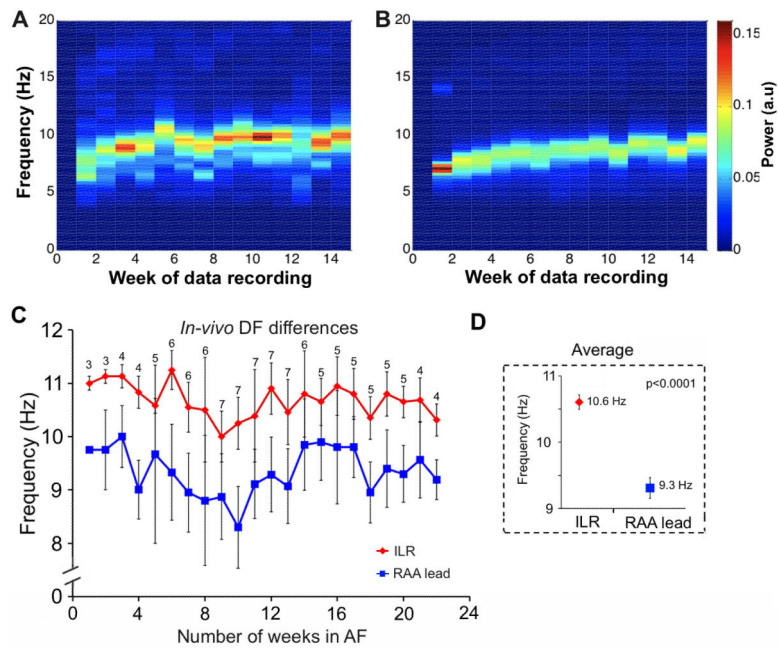 A
B
20
15
10
5
0
Frequency (Hz)
0 2 4 6 8 10 12 14
Week of data recording
20
15
10
5
0
0 2 4 6 8 10 12 14
Week of data recording
0.15
0.1
0.05
0
Power (a.u)
C
In-vivo DF differences
12
11
10
9
8
0
Frequency (Hz)
3 3 4 4 5 6 6 6 7 7 7 7 7 6 5 5 5 5 5 5 4 4
ILR
RAA lead
0 4 8 12 16 20 24
Number of weeks in AF
D
Average
p<0.0001
11
10
9
Frequency (Hz)
10.6 Hz
9.3 Hz
ILR RAA lead